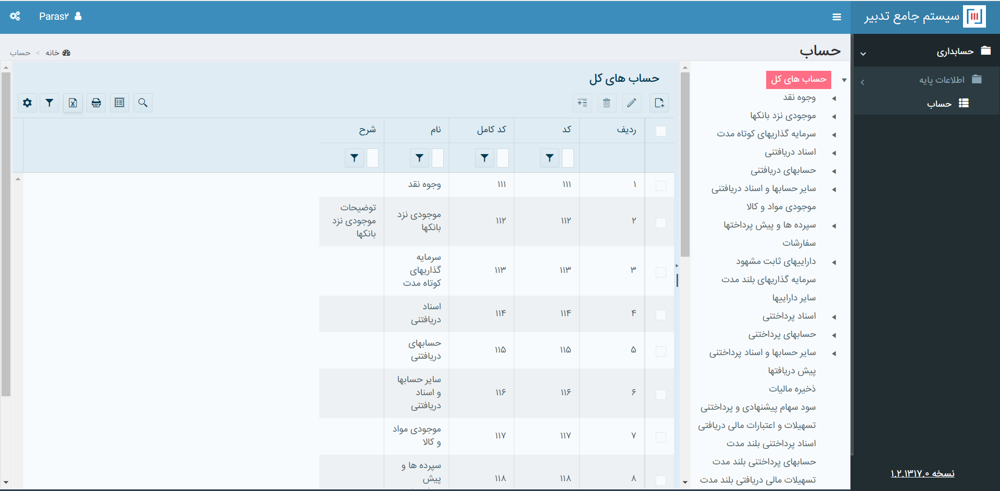 سیستم جامع تدبیر
Paras۲
حسابداری
اطلاعات پایه
حساب
نسخه ۱.۲.۱۳۱۷.۰
حساب
خانه > حساب
حساب های کل
وجوه نقد
موجودی نزد بانکها
سرمایه گذاریهای کوتاه مدت
اسناد دریافتنی
حسابهای دریافتنی
سایر حسابها و اسناد دریافتنی
موجودی مواد و کالا
سپرده ها و پیش پرداختها
سفارشات
داراییهای ثابت مشهود
سرمایه گذاریهای بلند مدت
سایر داراییها
اسناد پرداختنی
حسابهای پرداختنی
سایر حسابها و اسناد پرداختنی
پیش دریافتها
ذخیره مالیات
سود سهام پیشنهادی و پرداختنی
تسهیلات و اعتبارات مالی دریافتی
اسناد پرداختنی بلند مدت
حسابهای پرداختنی بلند مدت
تسهیلات مالی دریافتی بلند مدت
حساب های کل
ردیف کد کد کامل نام شرح
۱ ۱۱۱ ۱۱۱ وجوه نقد
۲ ۱۱۲ ۱۱۲ موجودی نزد
بانکها
توضیحات
موجودی نزد
بانکها
۳ ۱۱۳ ۱۱۳ سرمایه
گذاریهای
کوتاه مدت
۴ ۱۱۴ ۱۱۴ اسناد
دریافتنی
۵ ۱۱۵ ۱۱۵ حسابهای
دریافتنی
۶ ۱۱۶ ۱۱۶ سایر حسابها
و اسناد
دریافتنی
۷ ۱۱۷ ۱۱۷ موجودی مواد
و کالا
۸ ۱۱۸ ۱۱۸ سپرده ها و
پیش